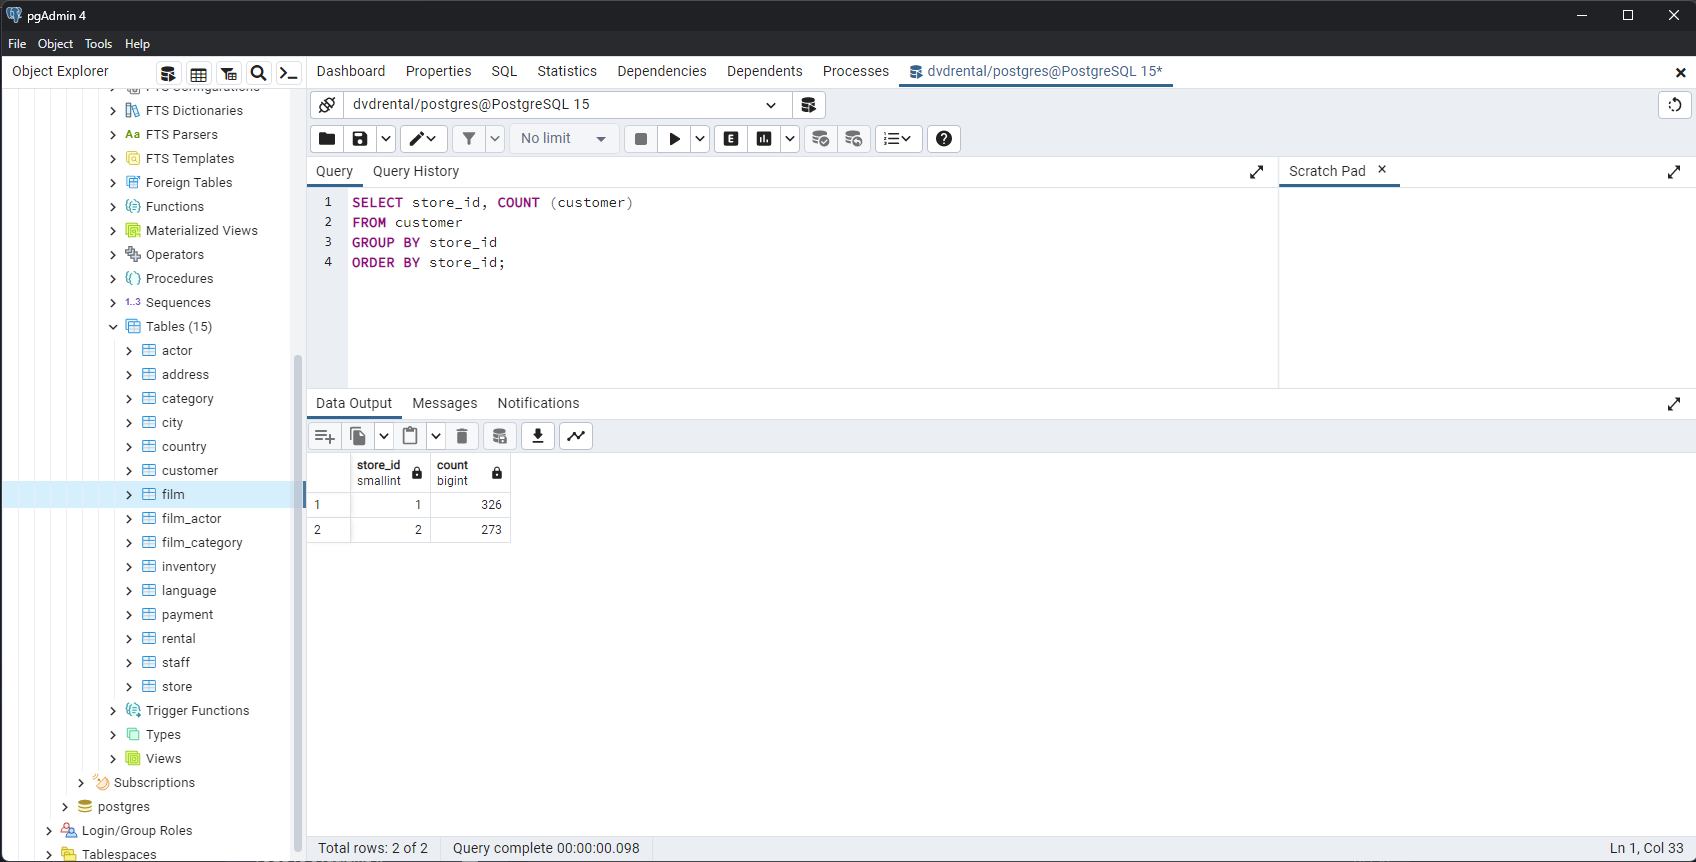 pgAdmin 4
File Object Tools Help
Object Explorer
Dashboard Properties SQL Statistics Dependencies Dependents Processes dvdrental/postgres@PostgreSQL 15*
dvdrental/postgres@PostgreSQL 15
No limit
E
Query Query History
Scratch Pad
1 SELECT store_id, COUNT (customer)
2 FROM customer
3 GROUP BY store_id
4 ORDER BY store_id;
Data Output Messages Notifications
store_id smallint
count bigint
1 1 326
2 2 273
Total rows: 2 of 2 Query complete 00:00:00.098 Ln 1, Col 33
FTS Configurations
FTS Dictionaries
Aa FTS Parsers
FTS Templates
Foreign Tables
Functions
Materialized Views
Operators
Procedures
1..3 Sequences
Tables (15)
actor
address
category
city
country
customer
film
film_actor
film_category
inventory
language
payment
rental
staff
store
Trigger Functions
Types
Views
Subscriptions
postgres
Login/Group Roles
Tablespaces